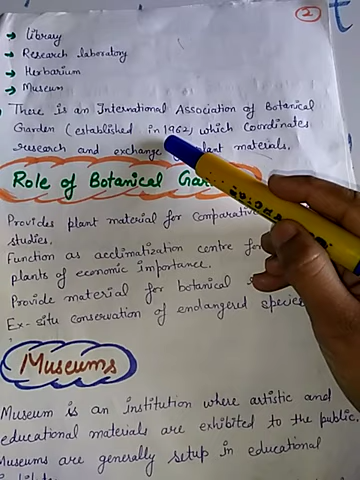 2
Library
Research laboratory
Herbarium
Museum
There is an International Association of Botanical
Garden (established in 1962) which coordinates
research and exchange plant materials.
Role of Botanical
Provides plant material for comparative
studies.
Function as acclimatization centre for
plants of economic importance.
Provide material for botanical
Ex-situ conservation of endangered species
Museums
Museum is an institution where artistic and
educational materials are exhibited to the public.
Museums are generally setup in educational